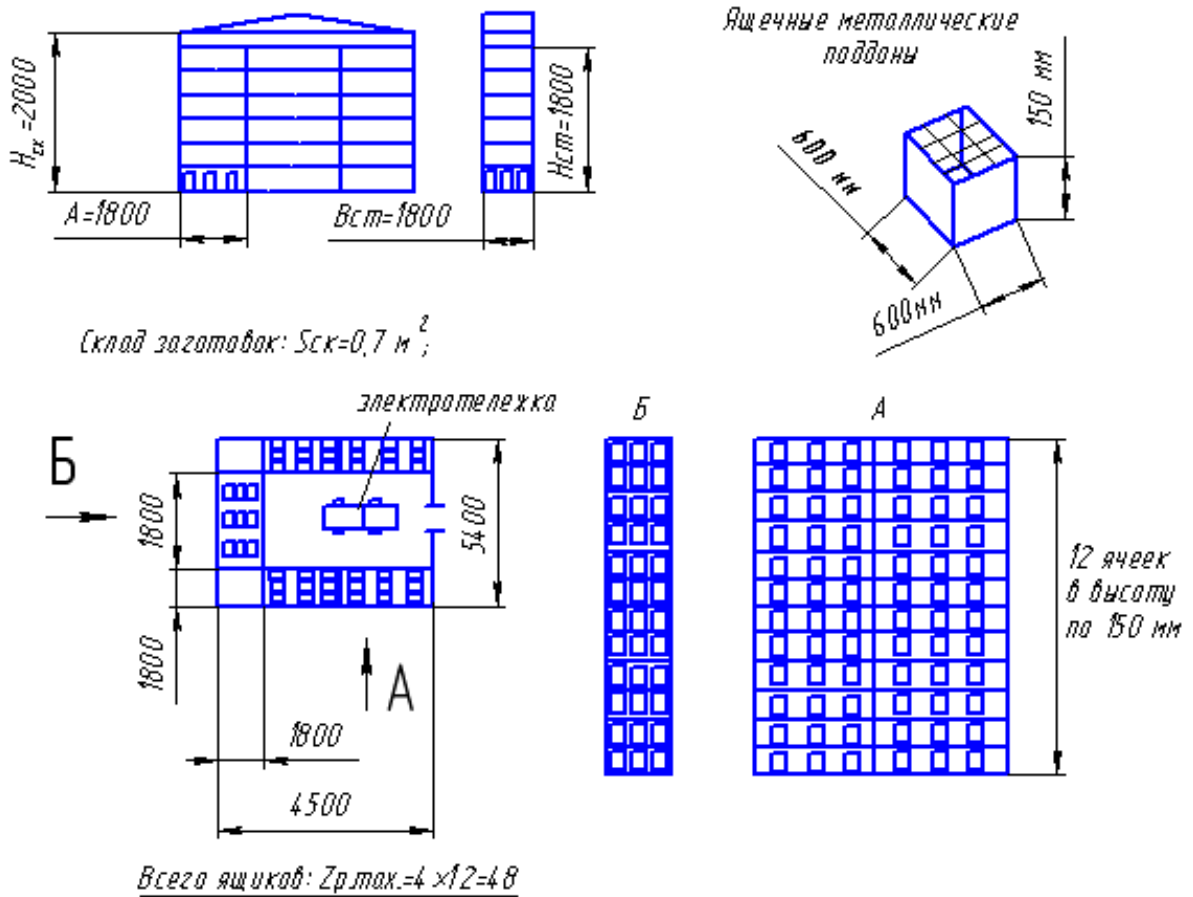 Ящечные металлические
поддоны
Hск=2000
Hст=1800
150 мм
600 мм
600мм
A=1800
Bст=1800
Склад заготовок: Sск=0,7 м²;
электротележка
Б
А
Б
1800
5400
1800
12 ячеек
в высоту
по 150 мм
А
1800
4500
Всего ящиков: Zр.max.=4×12=48